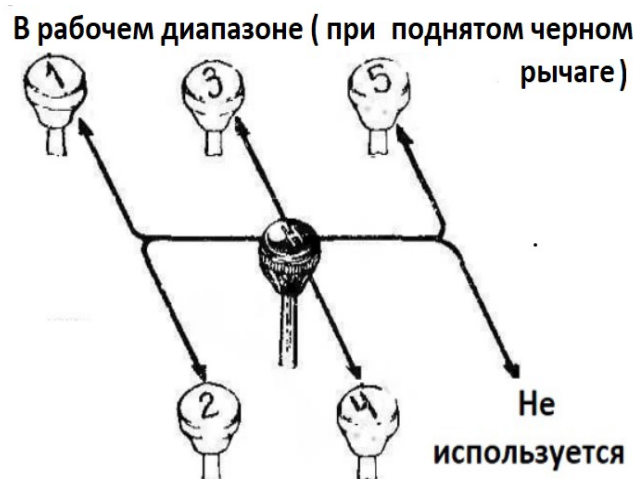 В рабочем диапазоне ( при поднятом черном
рычаге )
1 3 5
Н
2 4
Не
используется